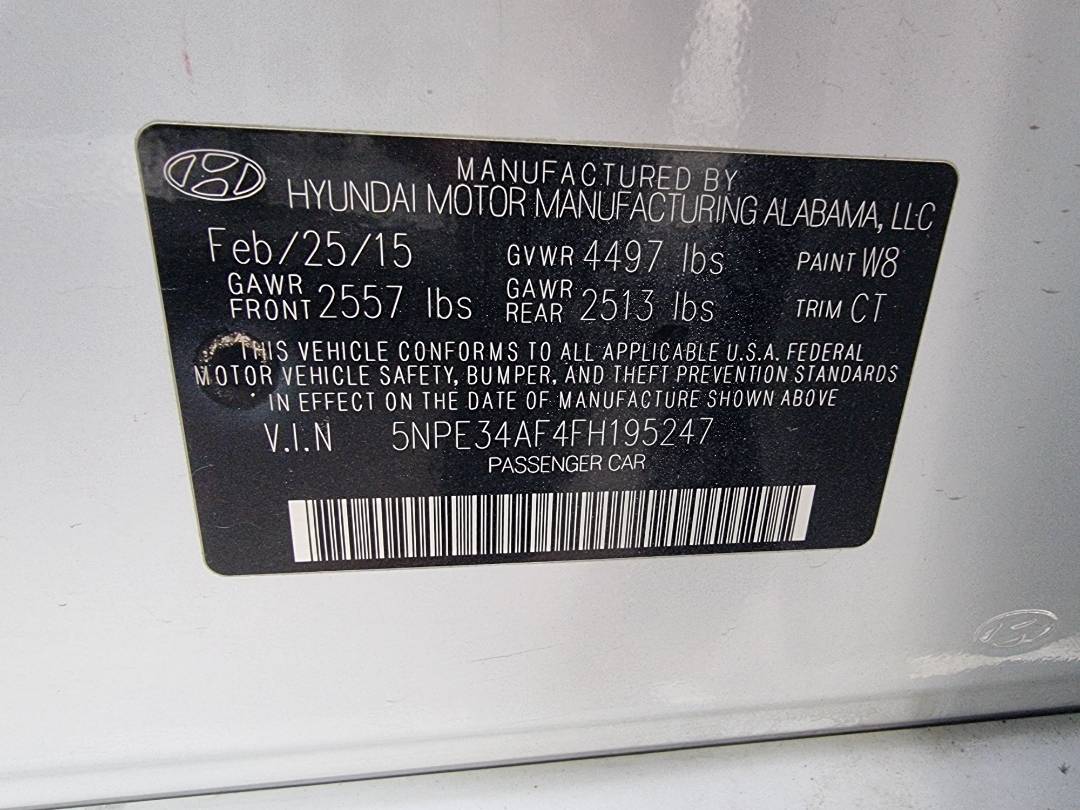 MANUFACTURED BY
HYUNDAI MOTOR MANUFACTURING ALABAMA, LLC
Feb/25/15 GVWR 4497 lbs PAINT W8
GAWR FRONT 2557 lbs GAWR REAR 2513 lbs TRIM CT
THIS VEHICLE CONFORMS TO ALL APPLICABLE U.S.A. FEDERAL
MOTOR VEHICLE SAFETY, BUMPER, AND THEFT PREVENTION STANDARDS
IN EFFECT ON THE DATE OF MANUFACTURE SHOWN ABOVE
V.I.N 5NPE34AF4FH195247
PASSENGER CAR